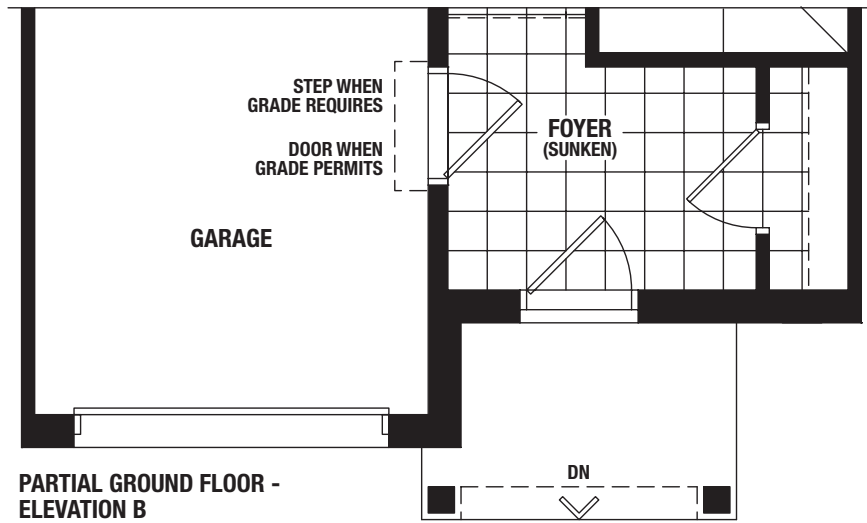 STEP WHEN
GRADE REQUIRES
DOOR WHEN
GRADE PERMITS
FOYER
(SUNKEN)
GARAGE
DN
PARTIAL GROUND FLOOR -
ELEVATION B